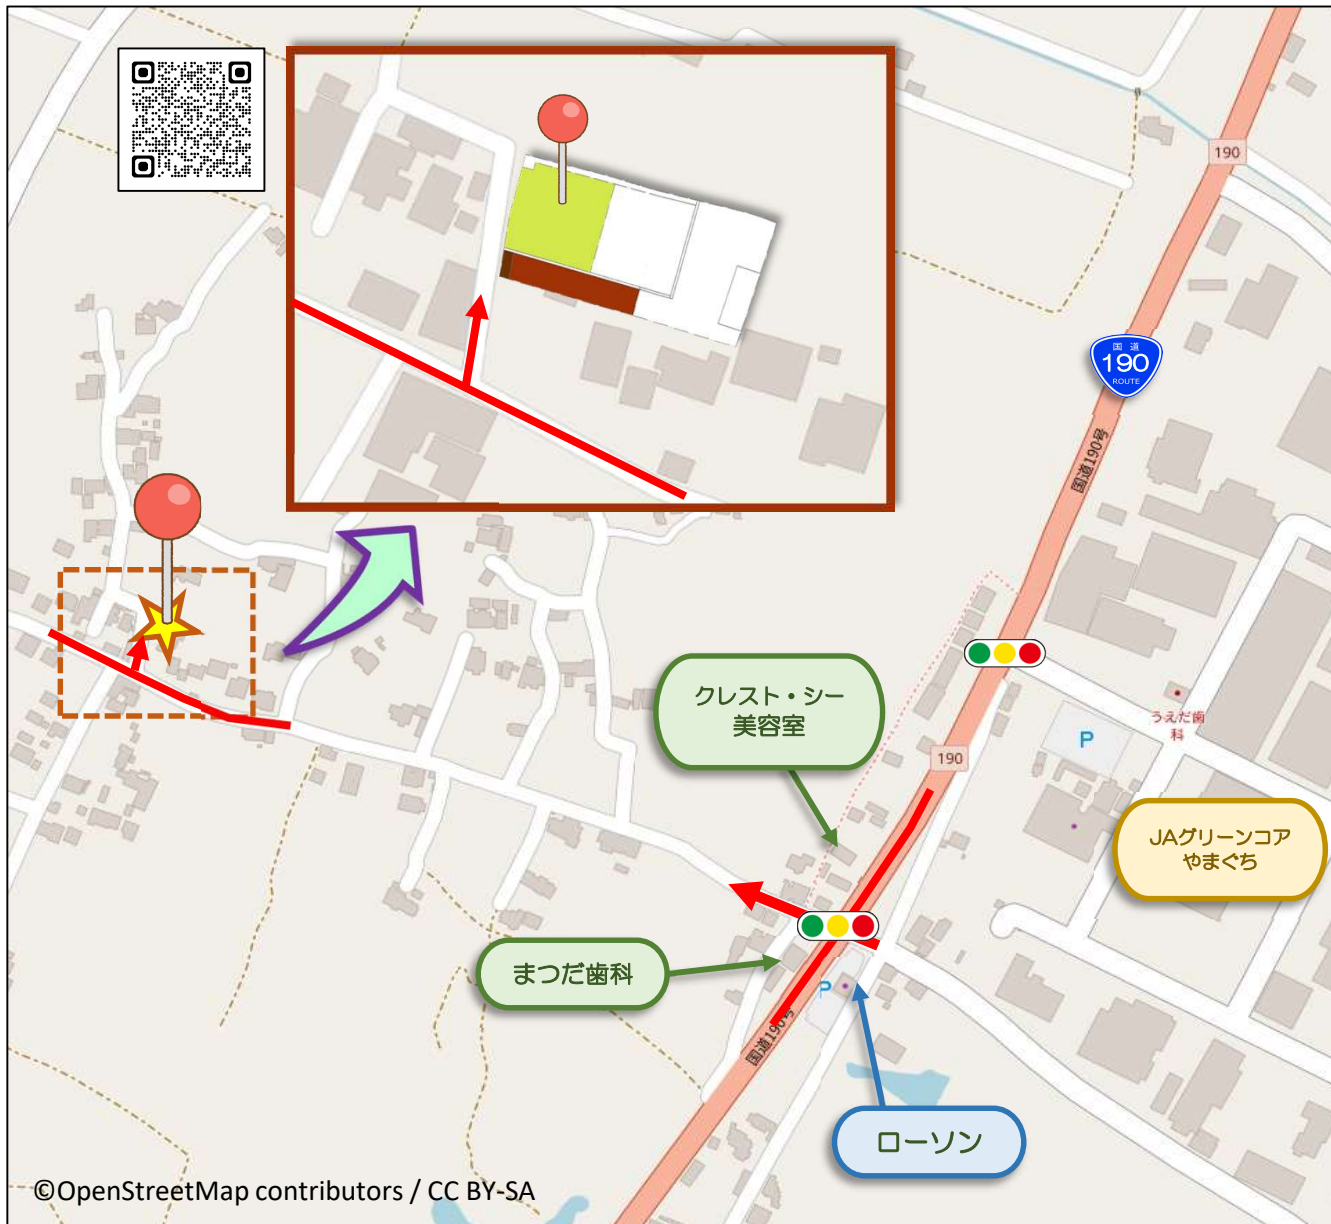 190
国道
190
ROUTE
国道190号
クレスト・シー
美容室
うえだ歯
科
P
190
JAグリーンコア
やまぐち
まつだ歯科
P
国道190号
ローソン
©OpenStreetMap contributors / CC BY-SA